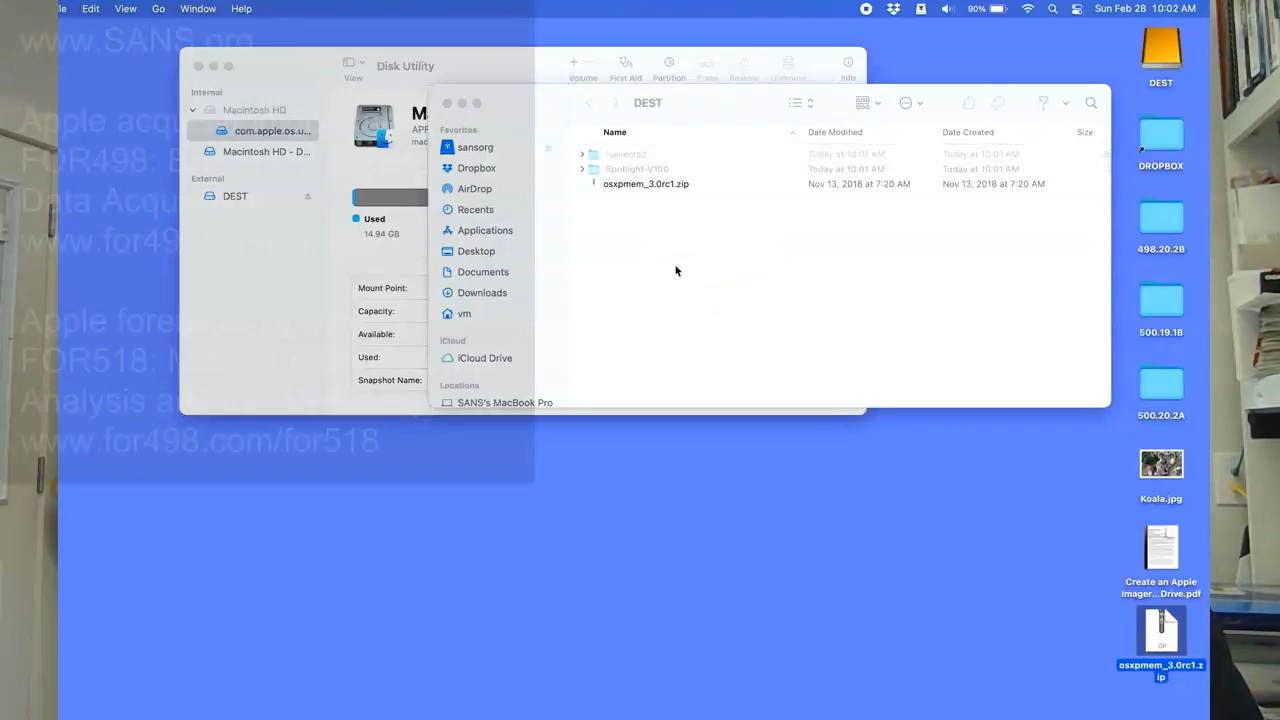 le Edit View Go Window Help
90% Sun Feb 28 10:02 AM
www.SANS.org
Disk Utility
View
Volume First Aid Partition Erase Restore Unmount Info
Internal
Macintosh HD
com.apple.os.u...
Macintosh HD - D...
External
DEST
Used
14.94 GB
Mount Point:
Capacity:
Available:
Used:
Snapshot Name:
DEST
Name Date Modified Date Created Size
.fseventsd Today at 10:01 AM Today at 10:01 AM
.Spotlight-V100 Today at 10:01 AM Today at 10:01 AM
osxpmem_3.0rc1.zip Nov 13, 2018 at 7:20 AM Nov 13, 2018 at 7:20 AM
Favorites
sansorg
Dropbox
AirDrop
Recents
Applications
Desktop
Documents
Downloads
vm
iCloud
iCloud Drive
Locations
SANS's MacBook Pro
Apple acqu
FOR498:
Data Acqu
www.for498
Apple fore
FOR518: M
Analysis a
www.for498.com/for518
DEST
DROPBOX
498.20.2B
500.19.1B
500.20.2A
Koala.jpg
Create an Apple
Imager...Drive.pdf
ZIP
osxpmem_3.0rc1.z
ip